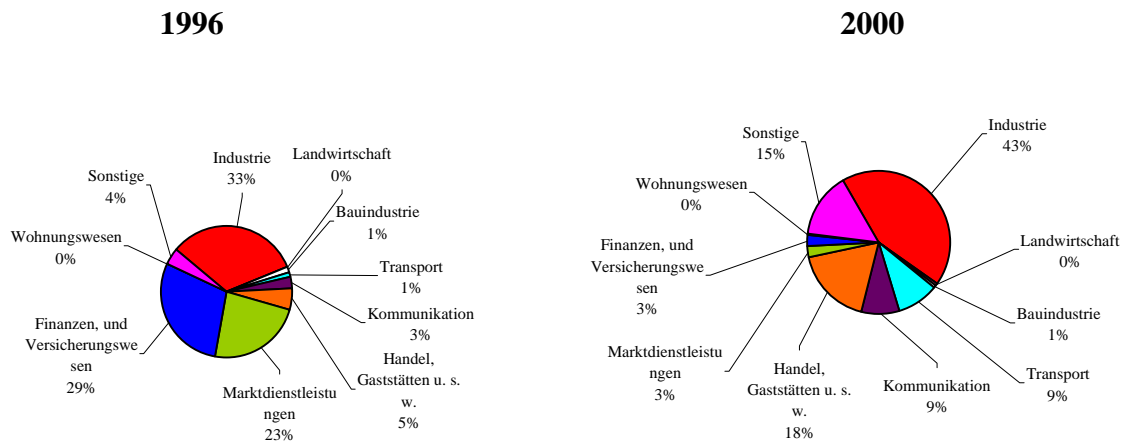 1996
Industrie
33%
Landwirtschaft
0%
Bauindustrie
1%
Transport
1%
Kommunikation
3%
Handel,
Gaststätten u. s.
w.
5%
Marktdienstleistu
ngen
23%
Finanzen, und
Versicherungswe
sen
29%
Wohnungswesen
0%
Sonstige
4%
2000
Industrie
43%
Landwirtschaft
0%
Bauindustrie
1%
Transport
9%
Kommunikation
9%
Handel,
Gaststätten u. s.
w.
18%
Marktdienstleistu
ngen
3%
Finanzen, und
Versicherungswe
sen
3%
Wohnungswesen
0%
Sonstige
15%